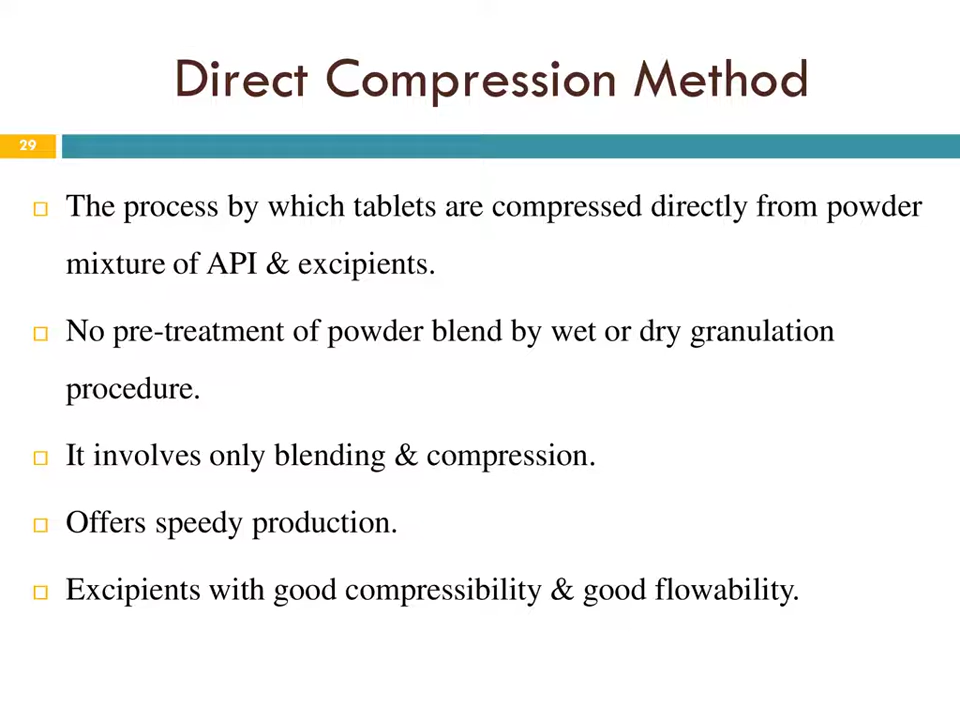 Direct Compression Method
29
The process by which tablets are compressed directly from powder
mixture of API & excipients.
No pre-treatment of powder blend by wet or dry granulation
procedure.
It involves only blending & compression.
Offers speedy production.
Excipients with good compressibility & good flowability.